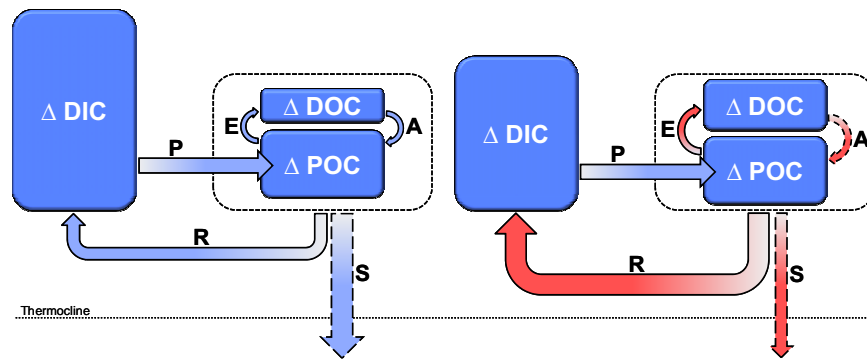 Δ DIC
Δ DOC
E
A
P
Δ POC
R
S
Thermocline
Δ DIC
Δ DOC
E
A
P
Δ POC
R
S